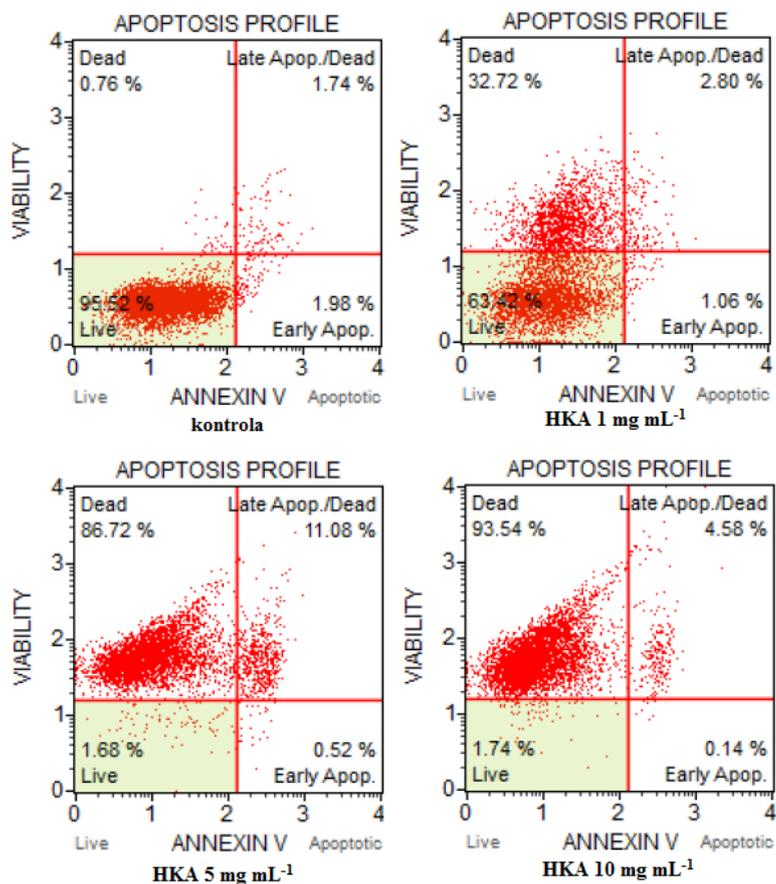 APOPTOSIS PROFILE
4
Dead Late Apop./Dead
0.76 % 1.74 %
3
VIABILITY
2
1
95.52 % 1.98 %
Live Early Apop.
0
0 1 2 3 4
Live ANNEXIN V Apoptotic
kontrola
APOPTOSIS PROFILE
4
Dead Late Apop./Dead
32.72 % 2.80 %
3
VIABILITY
2
1
63.42 % 1.06 %
Live Early Apop.
0
0 1 2 3 4
Live ANNEXIN V Apoptotic
HKA 1 mg mL⁻¹
APOPTOSIS PROFILE
4
Dead Late Apop./Dead
86.72 % 11.08 %
3
VIABILITY
2
1
1.68 % 0.52 %
Live Early Apop.
0
0 1 2 3 4
Live ANNEXIN V Apoptotic
HKA 5 mg mL⁻¹
APOPTOSIS PROFILE
4
Dead Late Apop./Dead
93.54 % 4.58 %
3
VIABILITY
2
1
1.74 % 0.14 %
Live Early Apop.
0
0 1 2 3 4
Live ANNEXIN V Apoptotic
HKA 10 mg mL⁻¹